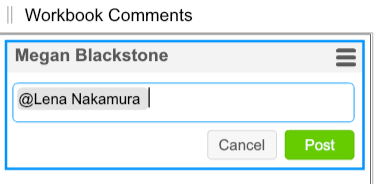 Workbook Comments
Megan Blackstone
@Lena Nakamura
Cancel Post